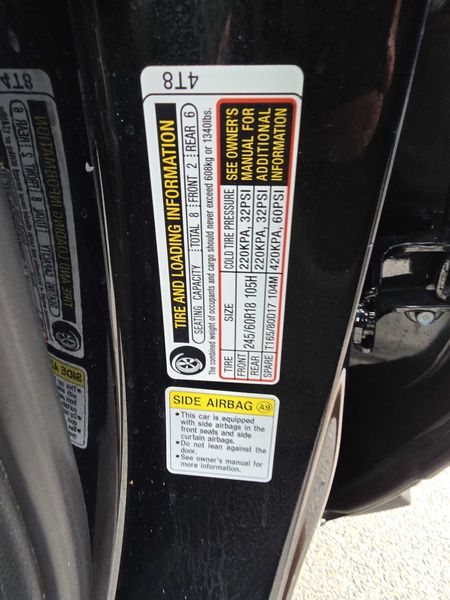 4T8
TIRE AND LOADING INFORMATION
SEATING CAPACITY TOTAL 8 FRONT 2 REAR 6
The combined weight of occupants and cargo should never exceed 608kg or 1340lbs.
TIRE SIZE COLD TIRE PRESSURE
FRONT 245/60R18 105H 220KPA, 32PSI
REAR 220KPA, 32PSI
SPARE T165/80D17 104M 420KPA, 60PSI
SEE OWNER'S
MANUAL FOR
ADDITIONAL
INFORMATION
SIDE AIRBAG A9
• This car is equipped
with side airbags in the
front seats and side
curtain airbags.
• Do not lean against the
door.
• See owner's manual for
more information.